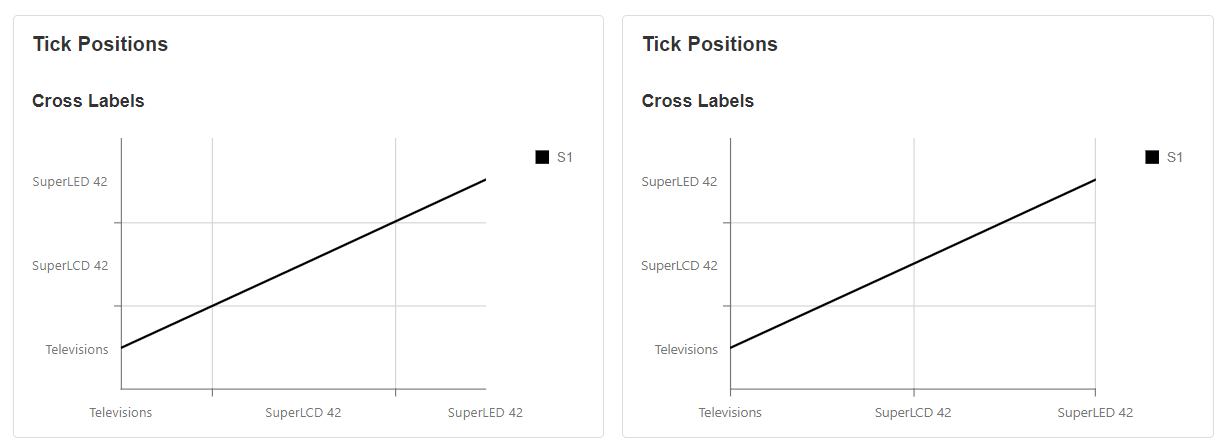 Tick Positions
Cross Labels
S1
SuperLED 42
SuperLCD 42
Televisions
Televisions SuperLCD 42 SuperLED 42
Tick Positions
Cross Labels
S1
SuperLED 42
SuperLCD 42
Televisions
Televisions SuperLCD 42 SuperLED 42